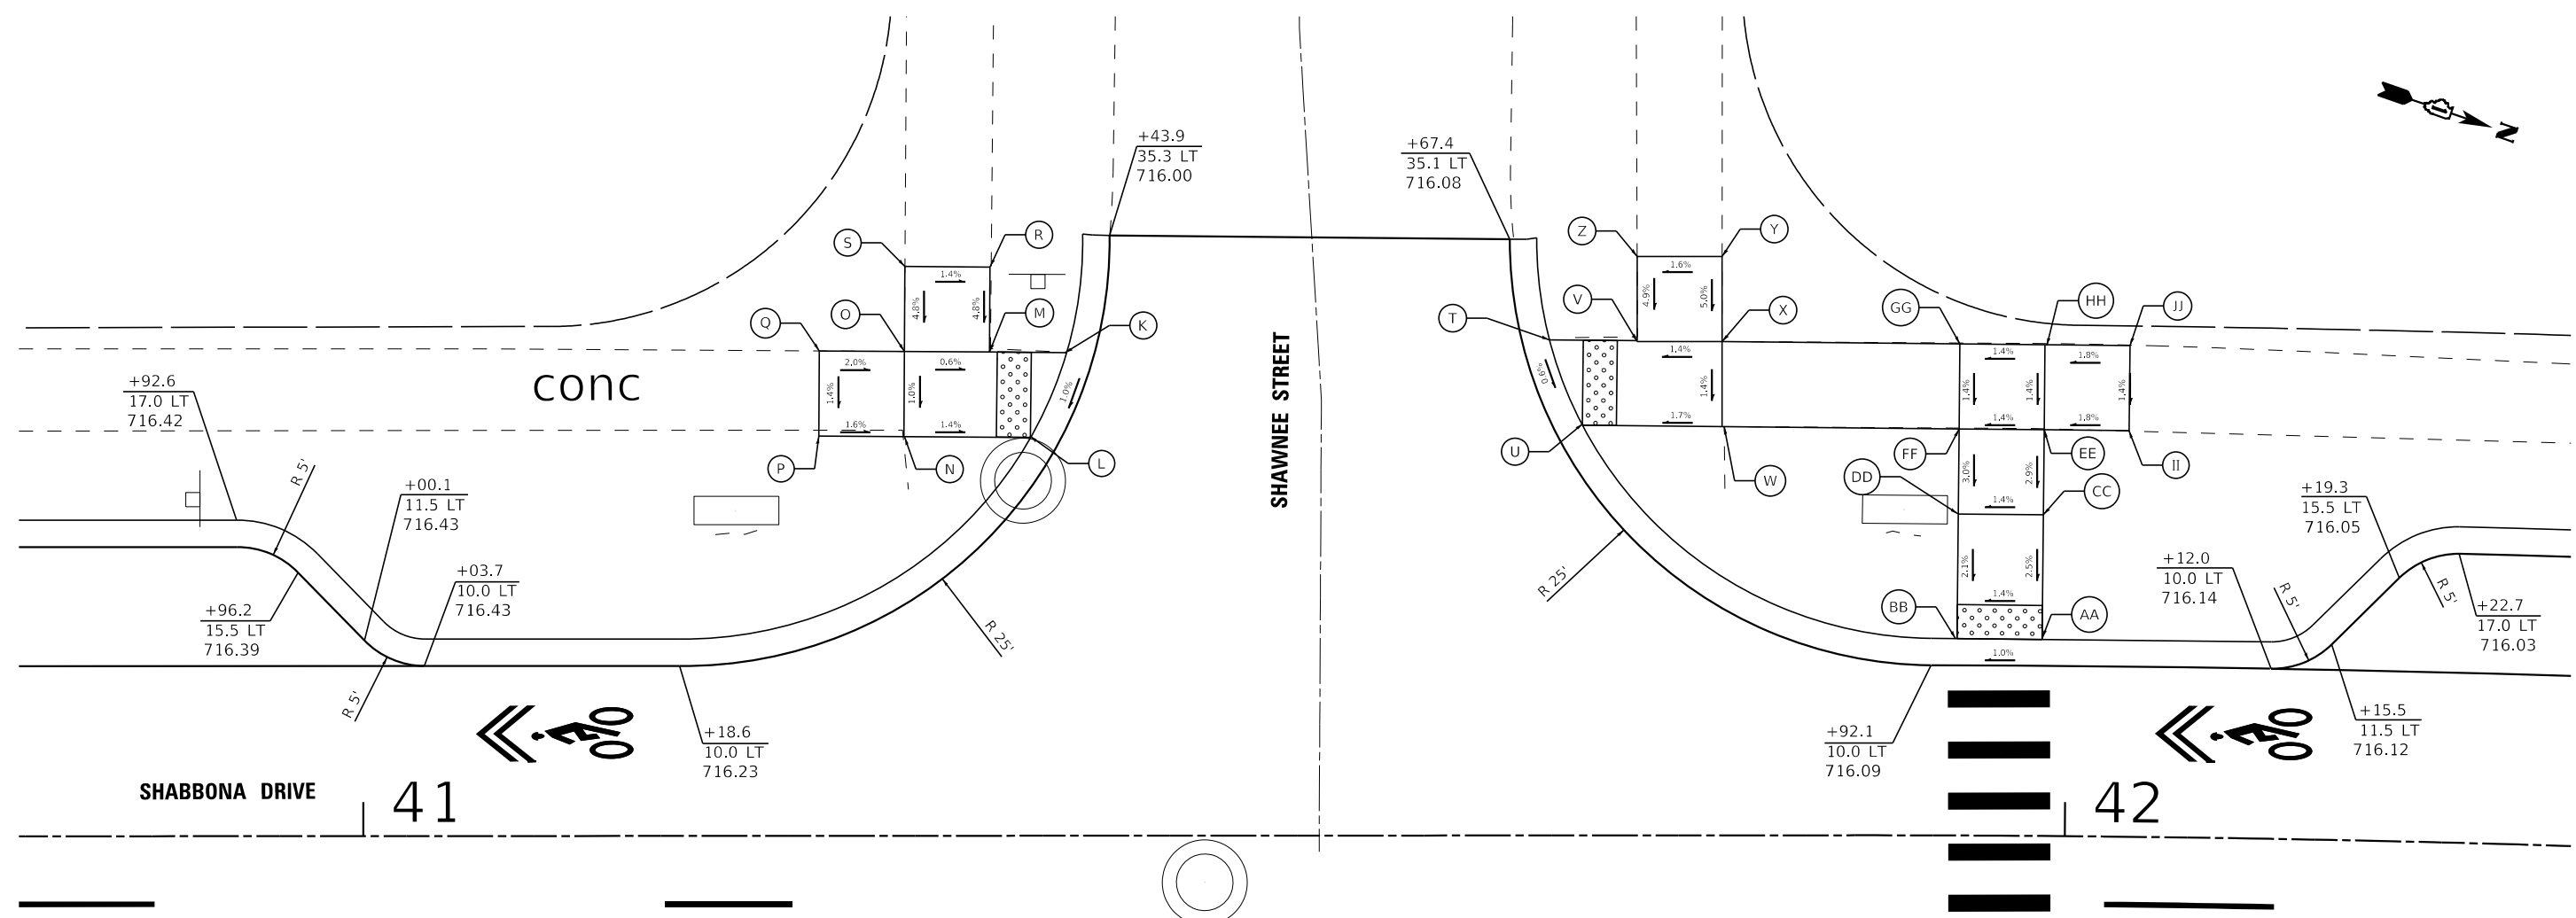 N
+43.9
35.3 LT
716.00
+67.4
35.1 LT
716.08
S
R
Z
Y
1.4%
1.6%
4.8%
4.8%
4.9%
5.0%
Q
O
M
K
T
V
X
GG
HH
JJ
2.0%
0.6%
1.4%
1.4%
1.8%
1.4%
1.0%
1.0%
0.6%
1.4%
1.4%
1.4%
1.4%
1.6%
1.4%
1.7%
1.4%
1.8%
conc
+92.6
17.0 LT
716.42
P
N
L
U
W
FF
EE
II
DD
CC
3.0%
2.9%
1.4%
SHAWNEE STREET
R 5'
+00.1
11.5 LT
716.43
+19.3
15.5 LT
716.05
+03.7
10.0 LT
716.43
+12.0
10.0 LT
716.14
+96.2
15.5 LT
716.39
R 25'
R 25'
2.1%
2.5%
1.4%
BB
AA
1.0%
R 5'
R 5'
+22.7
17.0 LT
716.03
R 5'
+18.6
10.0 LT
716.23
+92.1
10.0 LT
716.09
+15.5
11.5 LT
716.12
SHABBONA DRIVE
41
42